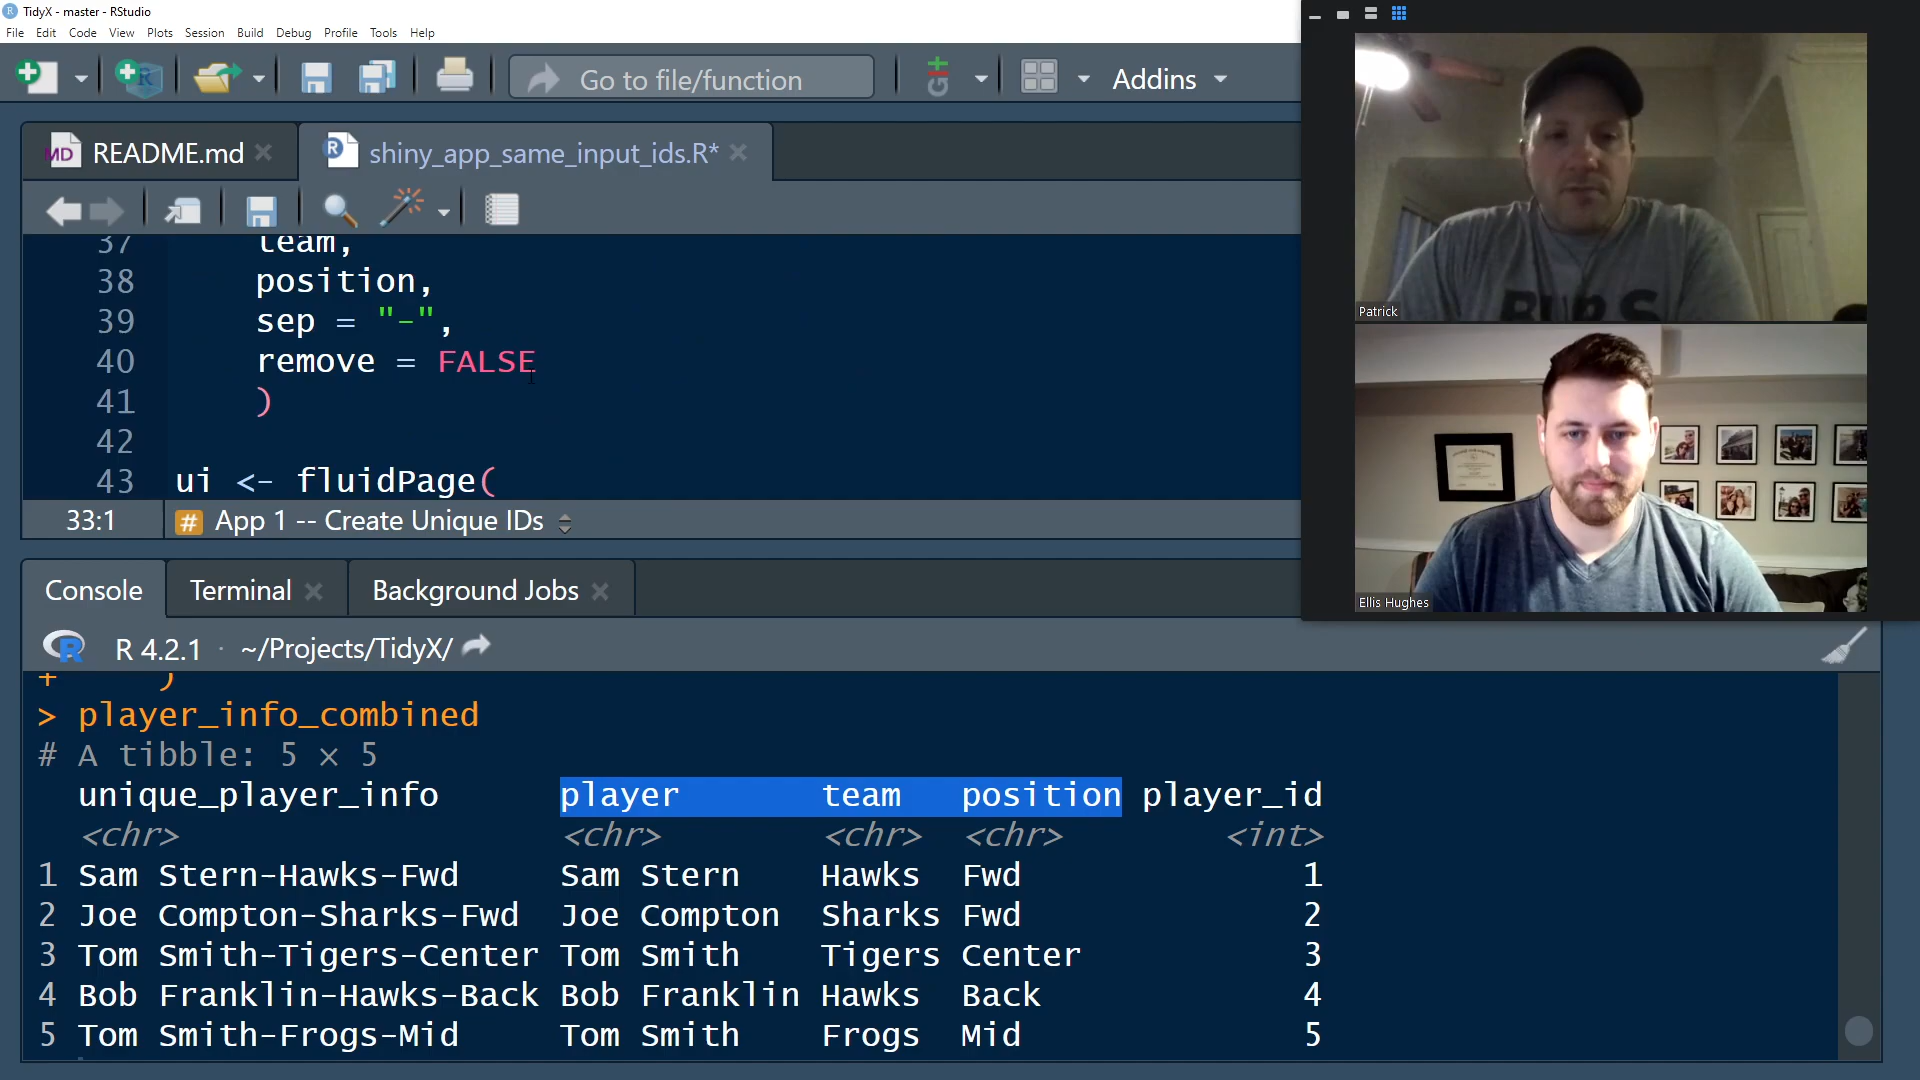 TidyX - master - RStudio
File Edit Code View Plots Session Build Debug Profile Tools Help
Go to file/function Addins
README.md shiny_app_same_input_ids.R*
37 team,
38 position,
39 sep = "-",
40 remove = FALSE
41 )
42
43 ui <- fluidPage(
33:1 # App 1 -- Create Unique IDs
Console Terminal Background Jobs
R 4.2.1 · ~/Projects/TidyX/
+ )
> player_info_combined
# A tibble: 5 × 5
unique_player_info player team position player_id
<chr> <chr> <chr> <chr> <int>
1 Sam Stern-Hawks-Fwd Sam Stern Hawks Fwd 1
2 Joe Compton-Sharks-Fwd Joe Compton Sharks Fwd 2
3 Tom Smith-Tigers-Center Tom Smith Tigers Center 3
4 Bob Franklin-Hawks-Back Bob Franklin Hawks Back 4
5 Tom Smith-Frogs-Mid Tom Smith Frogs Mid 5
Patrick
Ellis Hughes